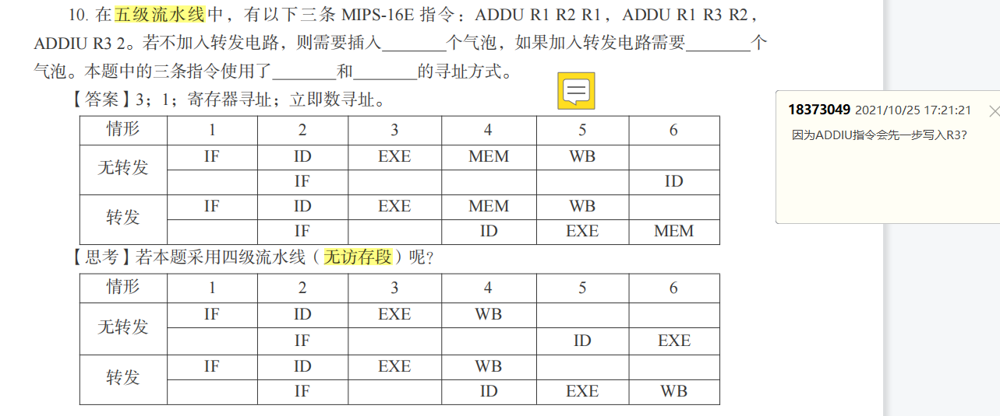 10. 在五级流水线中，有以下三条 MIPS-16E 指令：ADDU R1 R2 R1，ADDU R1 R3 R2，
ADDIU R3 2。若不加入转发电路，则需要插入________个气泡，如果加入转发电路需要________个
气泡。本题中的三条指令使用了________和________的寻址方式。
【答案】3；1；寄存器寻址；立即数寻址。
情形 1 2 3 4 5 6
无转发 IF ID EXE MEM WB
IF ID
转发 IF ID EXE MEM WB
IF ID EXE MEM
【思考】若本题采用四级流水线（无访存段）呢?
情形 1 2 3 4 5 6
无转发 IF ID EXE WB
IF ID EXE
转发 IF ID EXE WB
IF ID EXE WB
18373049 2021/10/25 17:21:21
因为ADDIU指令会先一步写入R3?